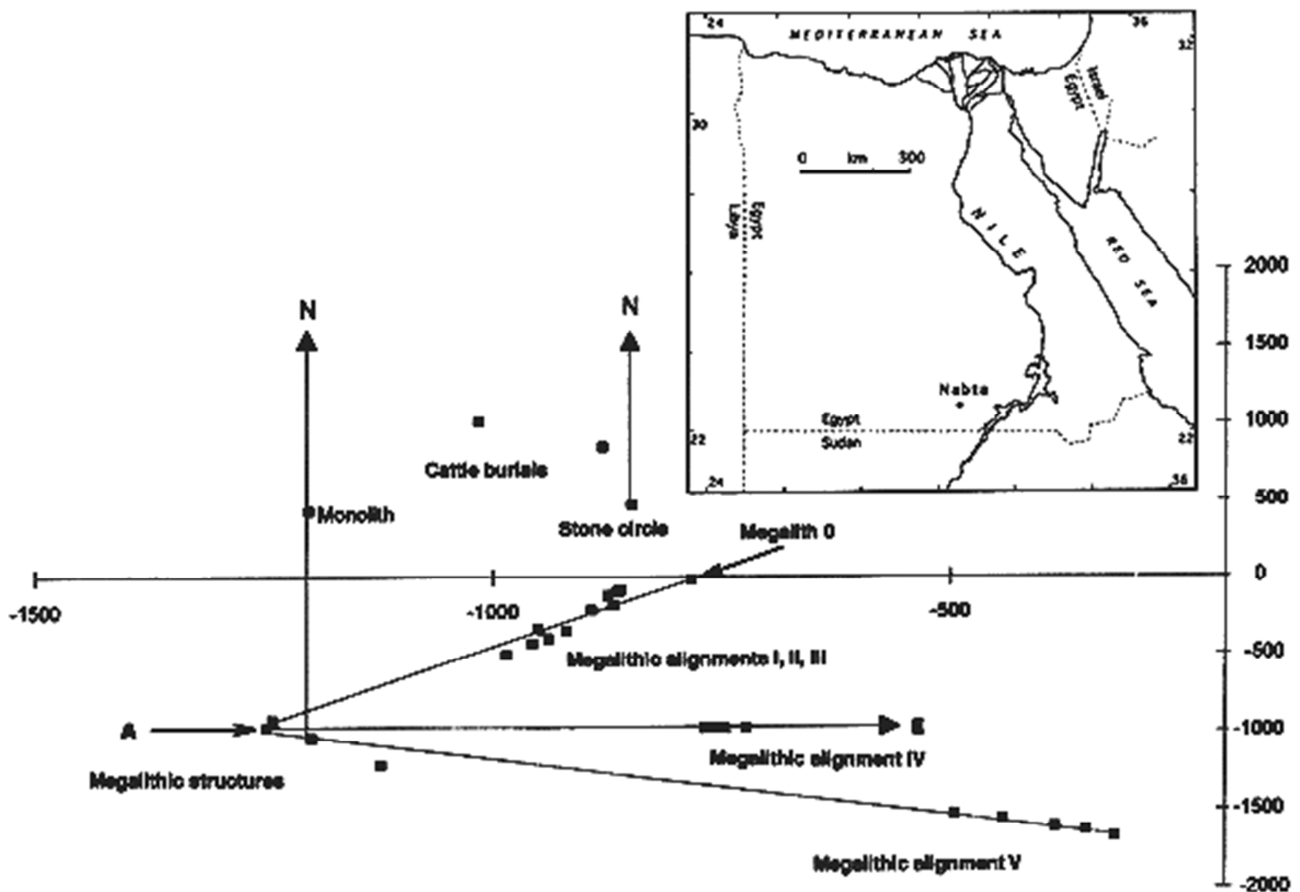 24
36
MEDITERRANEAN SEA
32
Israel
Egypt
30
0 km 300
Egypt
Libya
NILE
RED SEA
2000
N
N
1500
Nabta
1000
Egypt
22
Sudan
22
Cattle burials
24
36
500
Monolith
Stone circle
Megalith 0
0
-1500
-1000
-500
-500
Megalithic alignments I, II, III
A
E
-1000
Megalithic alignment IV
Megalithic structures
-1500
Megalithic alignment V
-2000